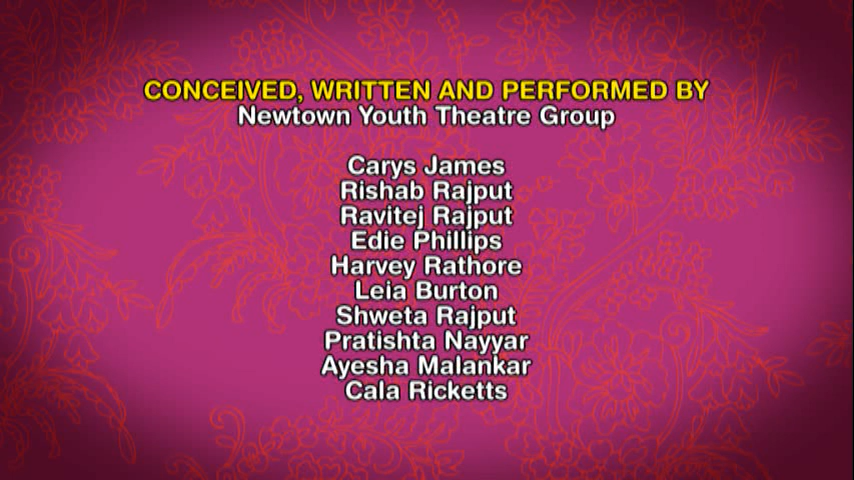 CONCEIVED, WRITTEN AND PERFORMED BY
Newtown Youth Theatre Group
Carys James
Rishab Rajput
Ravitej Rajput
Edie Phillips
Harvey Rathore
Leia Burton
Shweta Rajput
Pratishta Nayyar
Ayesha Malankar
Cala Ricketts